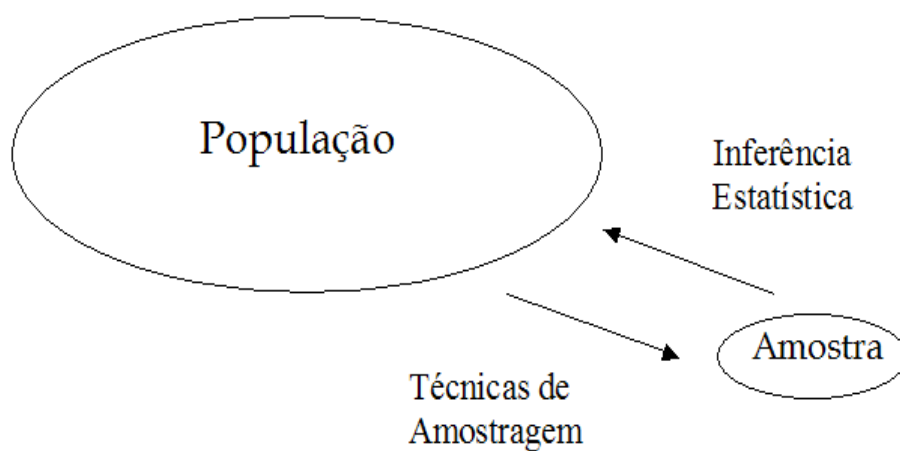 População
Inferência
Estatística
Amostra
Técnicas de
Amostragem